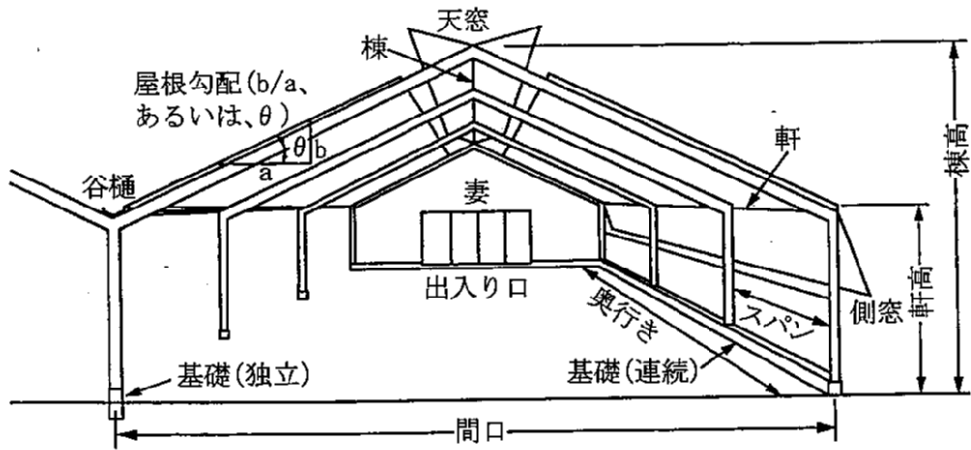 天窓
棟
屋根勾配(b/a、
あるいは、θ)
θ
b
a
谷樋
妻
軒
棟高
軒高
出入り口
奥行き
スパン
側窓
基礎(独立)
基礎(連続)
間口